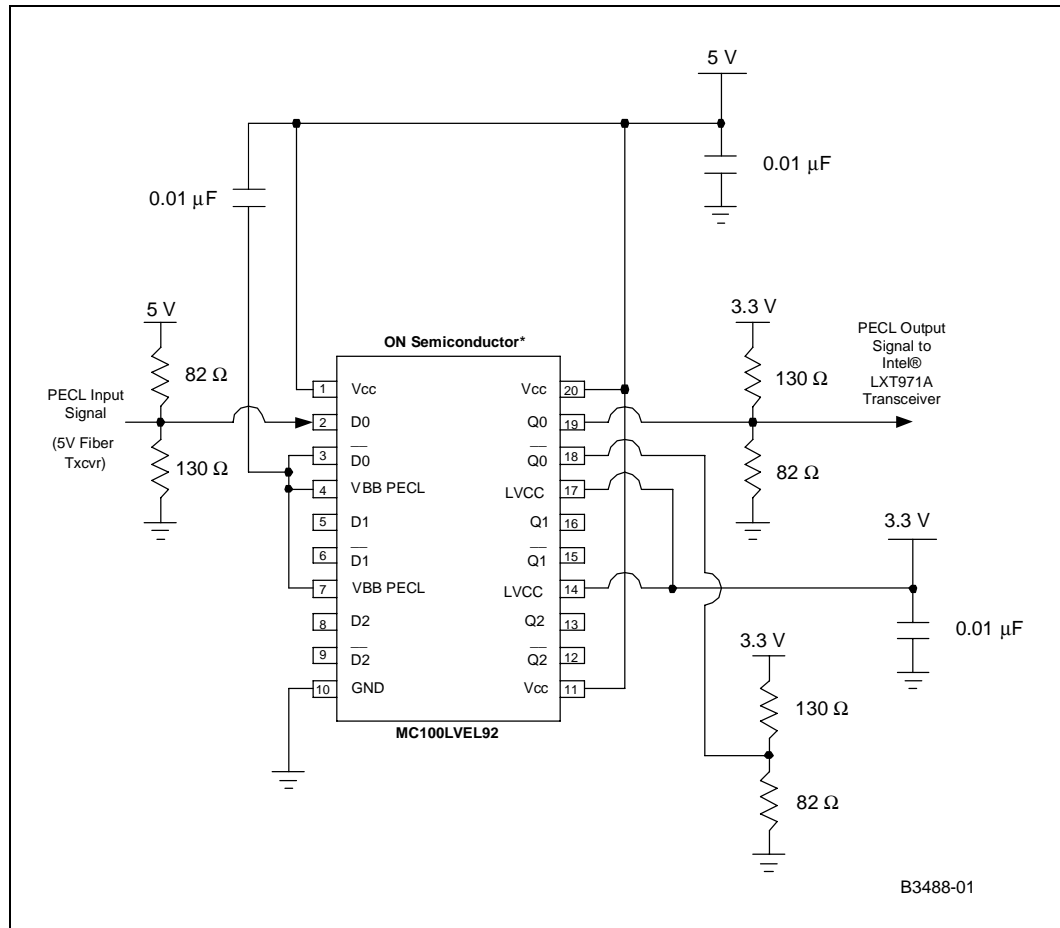 5 V
0.01 μF
0.01 μF
5 V
82 Ω
PECL Input
Signal
(5V Fiber
Txcvr)
130 Ω
ON Semiconductor*
1 Vcc
2 D0
3 D0
4 VBB PECL
5 D1
6 D1
7 VBB PECL
8 D2
9 D2
10 GND
Vcc 20
Q0 19
Q0 18
LVCC 17
Q1 16
Q1 15
LVCC 14
Q2 13
Q2 12
Vcc 11
MC100LVEL92
3.3 V
130 Ω
82 Ω
PECL Output
Signal to
Intel®
LXT971A
Transceiver
3.3 V
0.01 μF
3.3 V
130 Ω
82 Ω
B3488-01